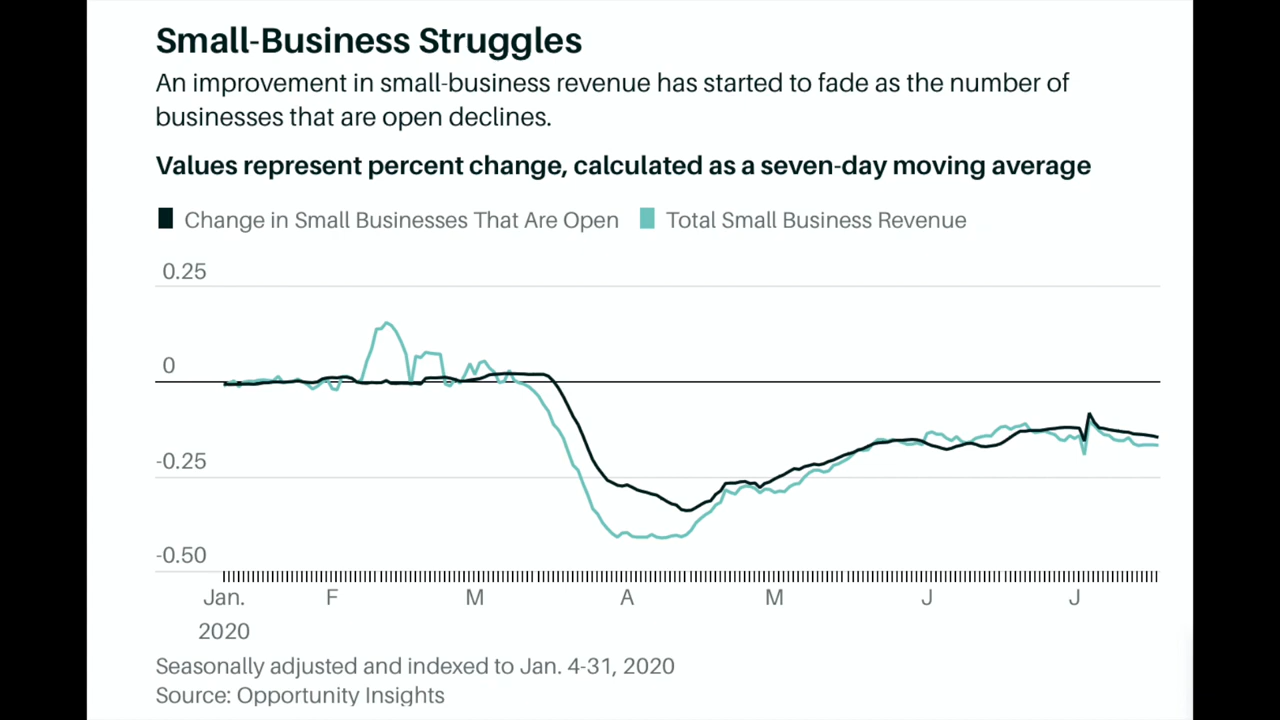 Small-Business Struggles
An improvement in small-business revenue has started to fade as the number of
businesses that are open declines.
Values represent percent change, calculated as a seven-day moving average
Change in Small Businesses That Are Open Total Small Business Revenue
0.25
0
-0.25
-0.50
Jan. F M A M J J
2020
Seasonally adjusted and indexed to Jan. 4-31, 2020
Source: Opportunity Insights